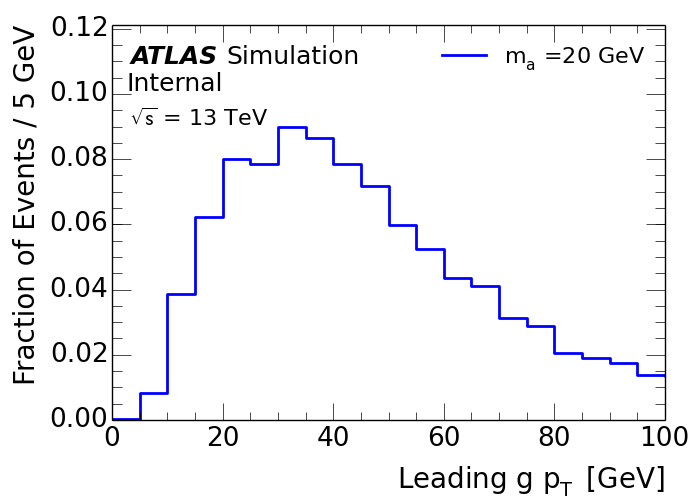 ATLAS Simulation
Internal
√s = 13 TeV
mₐ =20 GeV
Fraction of Events / 5 GeV
0.12
0.10
0.08
0.06
0.04
0.02
0.00
0 20 40 60 80 100
Leading g p_T [GeV]